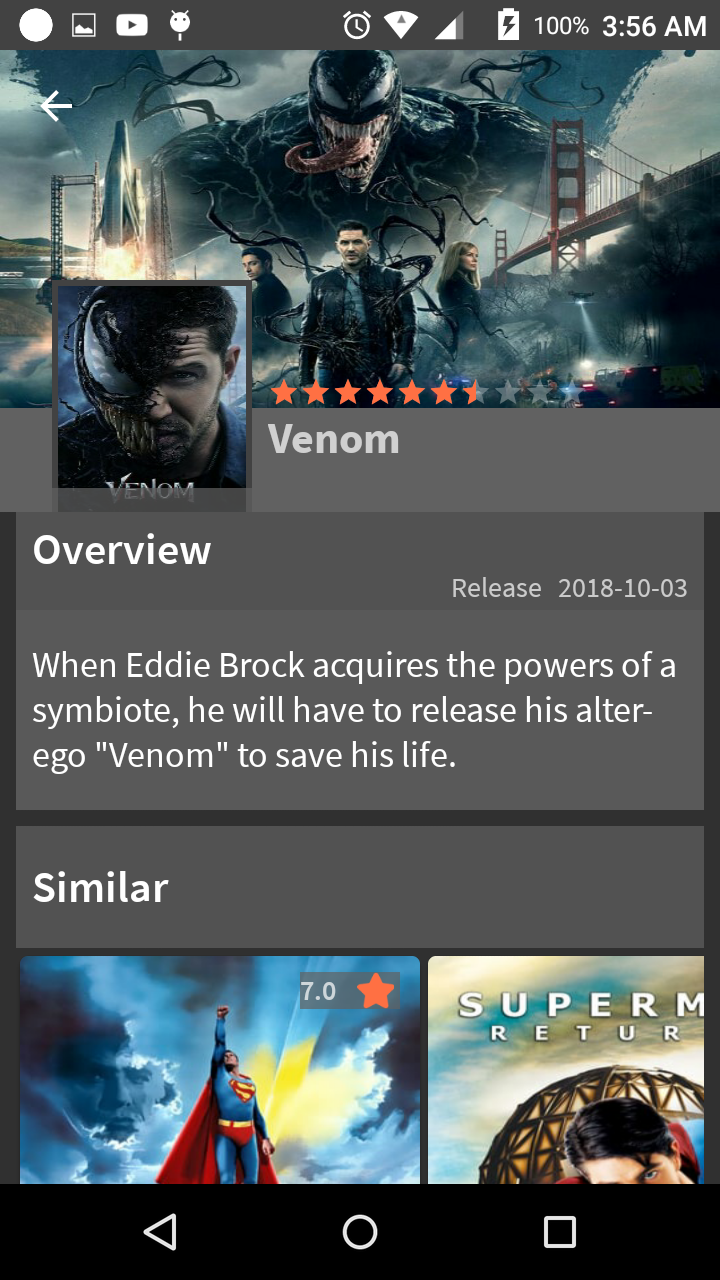 100% 3:56 AM
VENOM
Venom
Overview
Release 2018-10-03
When Eddie Brock acquires the powers of a
symbiote, he will have to release his alter-
ego "Venom" to save his life.
Similar
7.0
SUPERM
RETUR